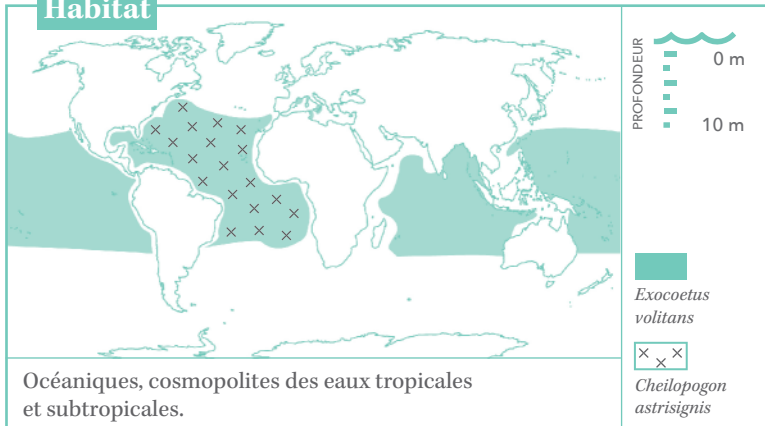 Habitat
PROFONDEUR
0 m
10 m
Exocoetus
volitans
Cheilopogon
astrisignis
Océaniques, cosmopolites des eaux tropicales
et subtropicales.